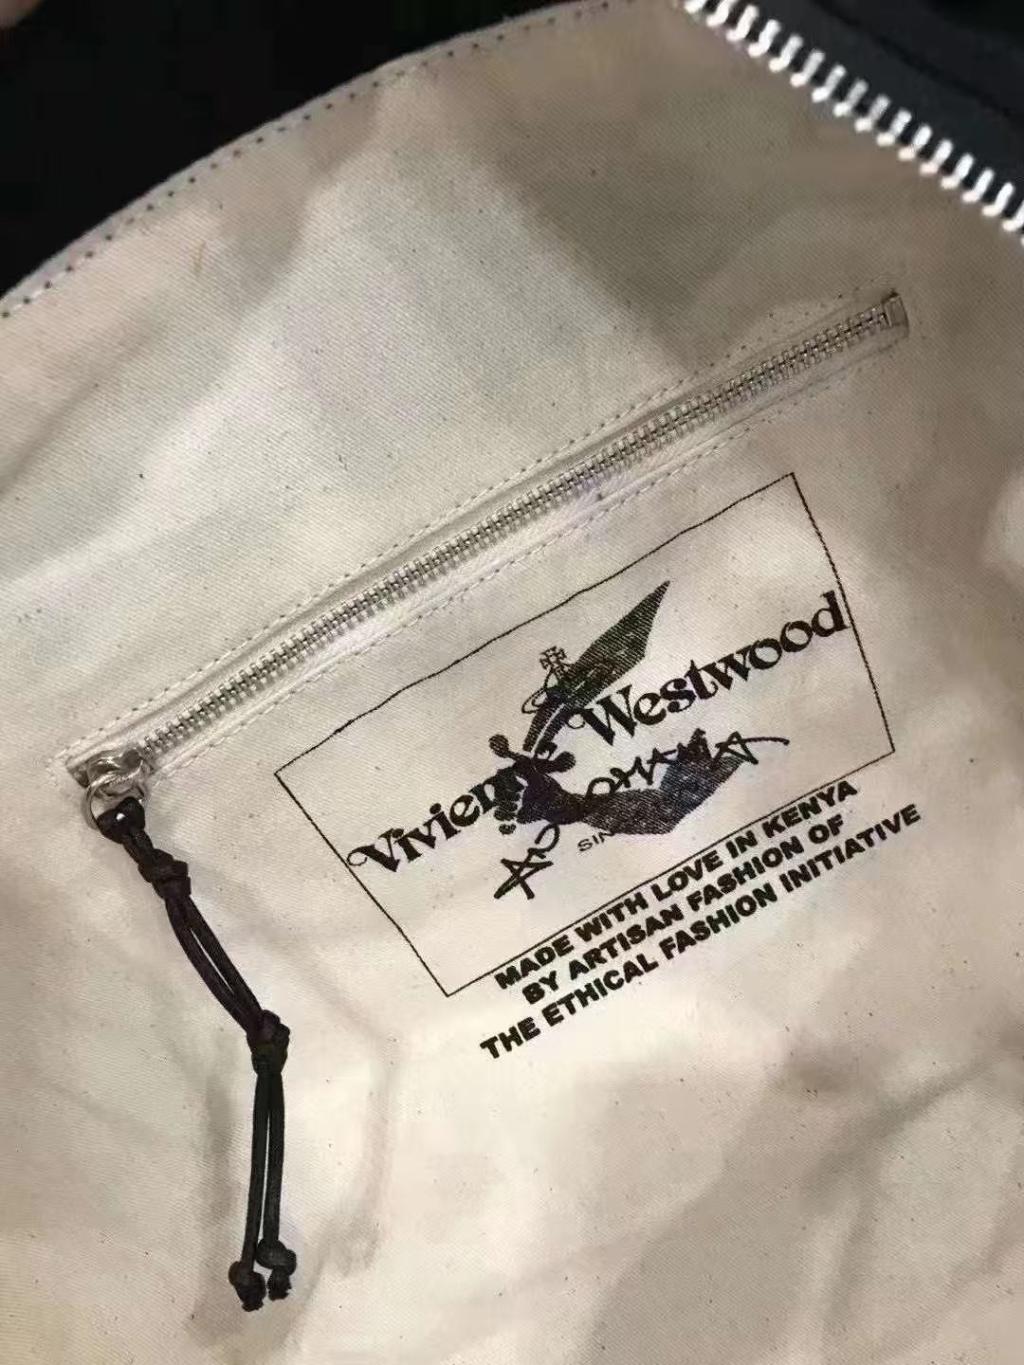 Vivienne Westwood
MADE WITH LOVE IN KENYA
BY ARTISAN FASHION OF
THE ETHICAL FASHION INITIATIVE